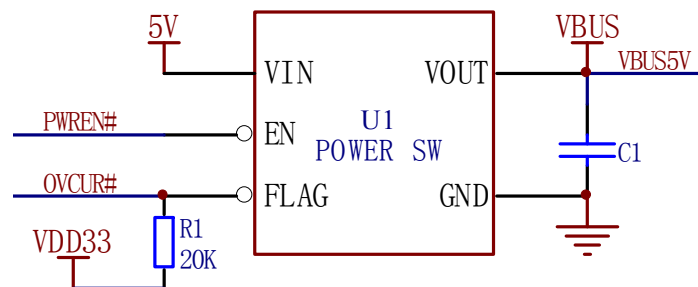 5V
VBUS
VIN
VOUT
VBUS5V
PWREN#
EN
U1
POWER SW
C1
OVCUR#
FLAG
GND
R1
20K
VDD33